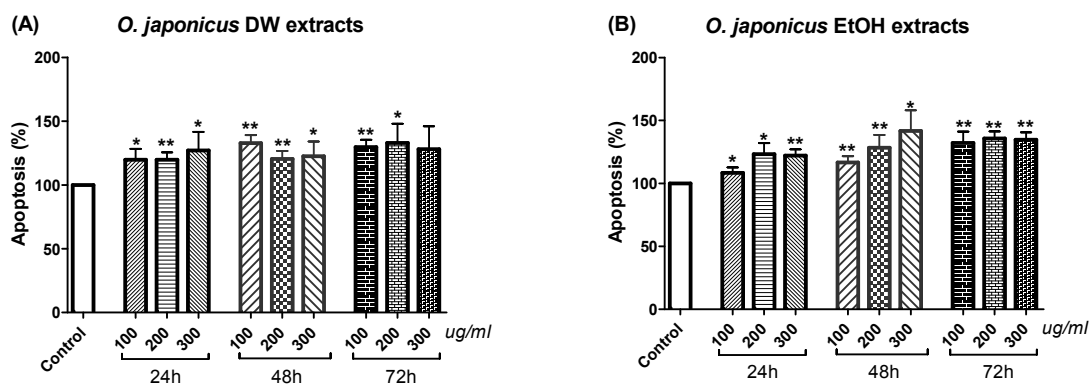 (A) O. japonicus DW extracts
200
150
100
50
0
Apoptosis (%)
* ** * ** ** * ** *
Control 100 200 300 100 200 300 100 200 300 ug/ml
24h 48h 72h
(B) O. japonicus EtOH extracts
200
150
100
50
0
Apoptosis (%)
* * ** ** ** * ** ** **
Control 100 200 300 100 200 300 100 200 300 ug/ml
24h 48h 72h